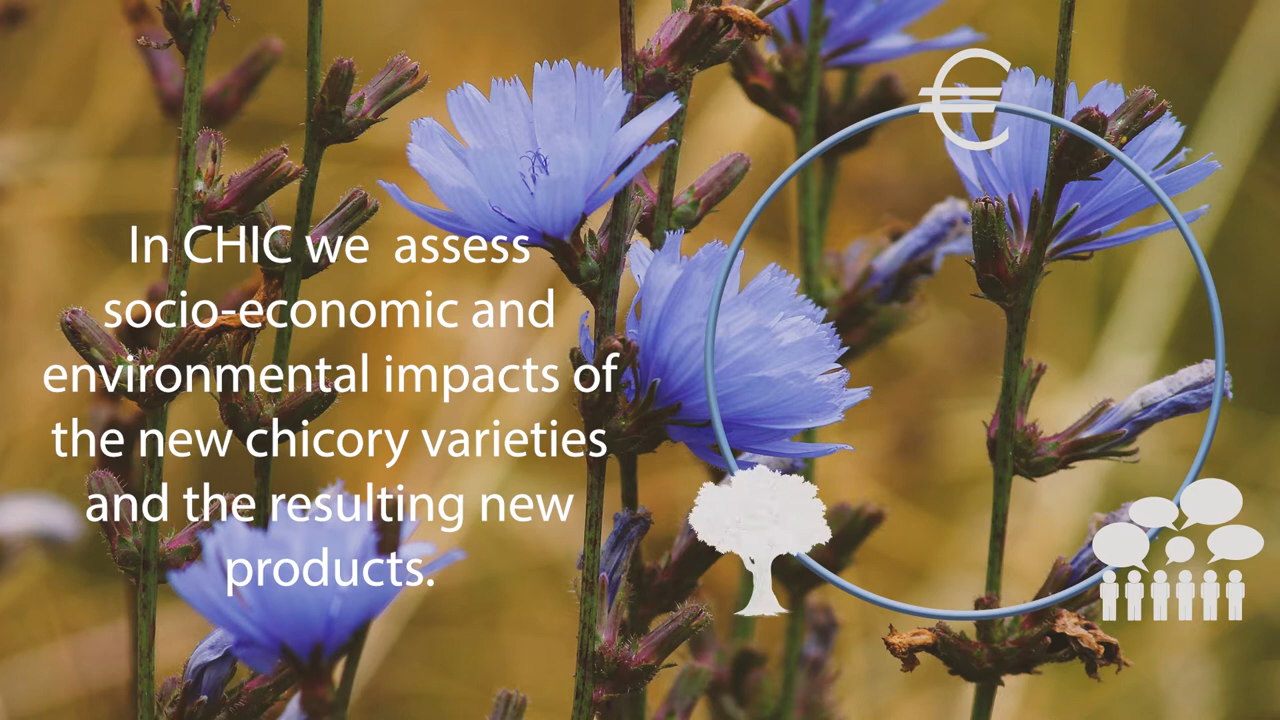 €
In CHIC we  assess
socio-economic and
environmental impacts of
the new chicory varieties
and the resulting new
products.